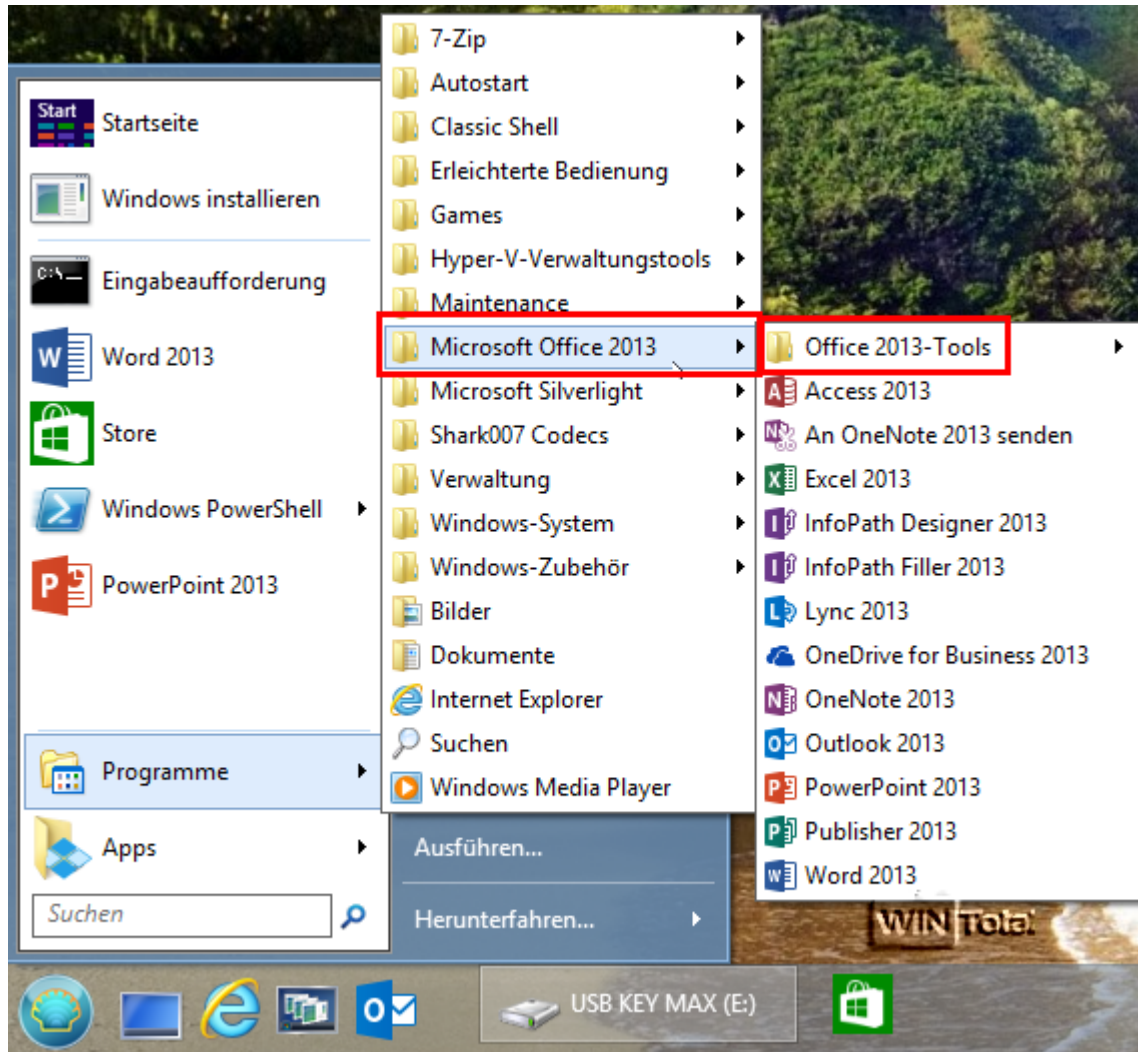 Start
Startseite
Windows installieren
C:\
Eingabeaufforderung
Word 2013
Store
Windows PowerShell
PowerPoint 2013
Programme
Apps
Suchen
7-Zip
Autostart
Classic Shell
Erleichterte Bedienung
Games
Hyper-V-Verwaltungstools
Maintenance
Microsoft Office 2013
Microsoft Silverlight
Shark007 Codecs
Verwaltung
Windows-System
Windows-Zubehör
Bilder
Dokumente
Internet Explorer
Suchen
Windows Media Player
Ausführen...
Herunterfahren...
Office 2013-Tools
Access 2013
An OneNote 2013 senden
Excel 2013
InfoPath Designer 2013
InfoPath Filler 2013
Lync 2013
OneDrive for Business 2013
OneNote 2013
Outlook 2013
PowerPoint 2013
Publisher 2013
Word 2013
WIN Total
USB KEY MAX (E:)